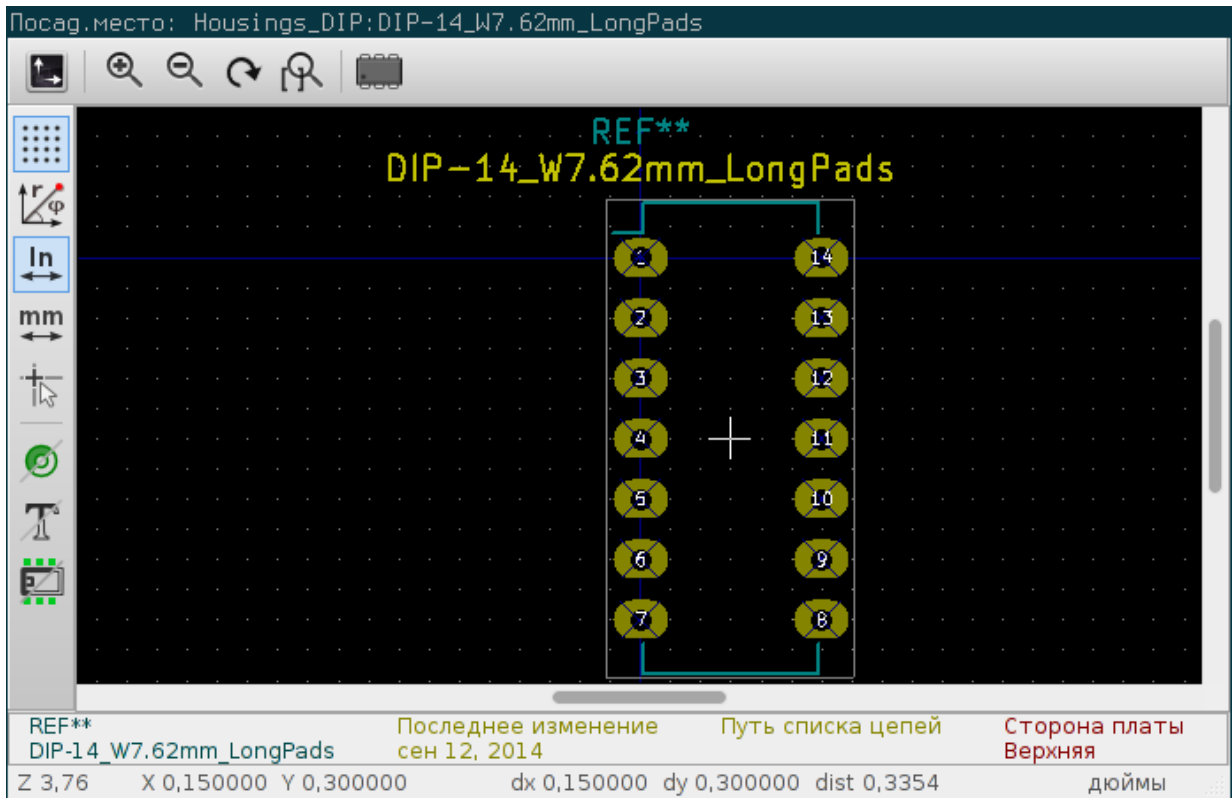 Посад.место: Housings_DIP:DIP-14_W7.62mm_LongPads
r
φ
In
mm
T
REF**
DIP-14_W7.62mm_LongPads
1 14
2 13
3 12
4 11
5 10
6 9
7 8
REF** Последнее изменение Путь списка цепей Сторона платы
DIP-14_W7.62mm_LongPads сен 12, 2014 Верхняя
Z 3,76 X 0,150000 Y 0,300000 dx 0,150000 dy 0,300000 dist 0,3354 дюймы